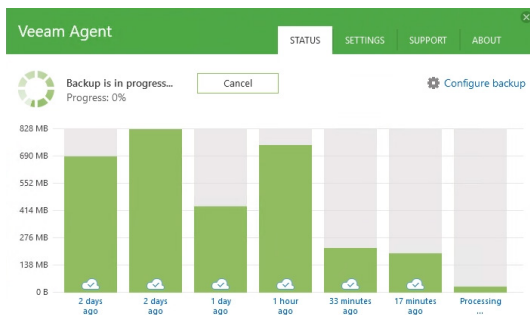 Veeam Agent
STATUS
SETTINGS
SUPPORT
ABOUT
Backup is in progress...
Cancel
Configure backup
Progress: 0%
828 MB
690 MB
552 MB
414 MB
276 MB
138 MB
0 B
2 days
ago
2 days
ago
1 day
ago
1 hour
ago
33 minutes
ago
17 minutes
ago
Processing
...